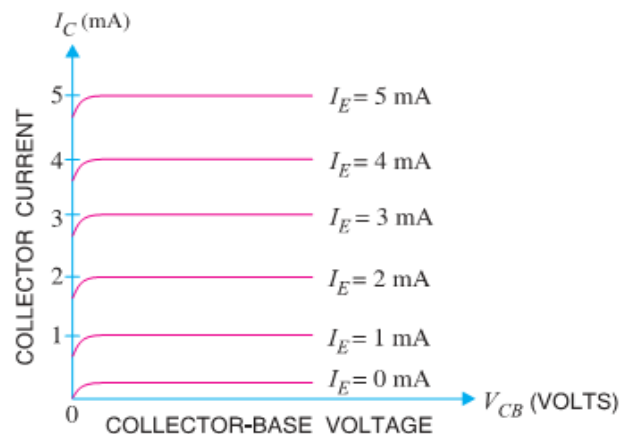 I_C (mA)
COLLECTOR CURRENT
5
I_E = 5 mA
4
I_E = 4 mA
3
I_E = 3 mA
2
I_E = 2 mA
1
I_E = 1 mA
I_E = 0 mA
0
V_CB (VOLTS)
COLLECTOR-BASE VOLTAGE